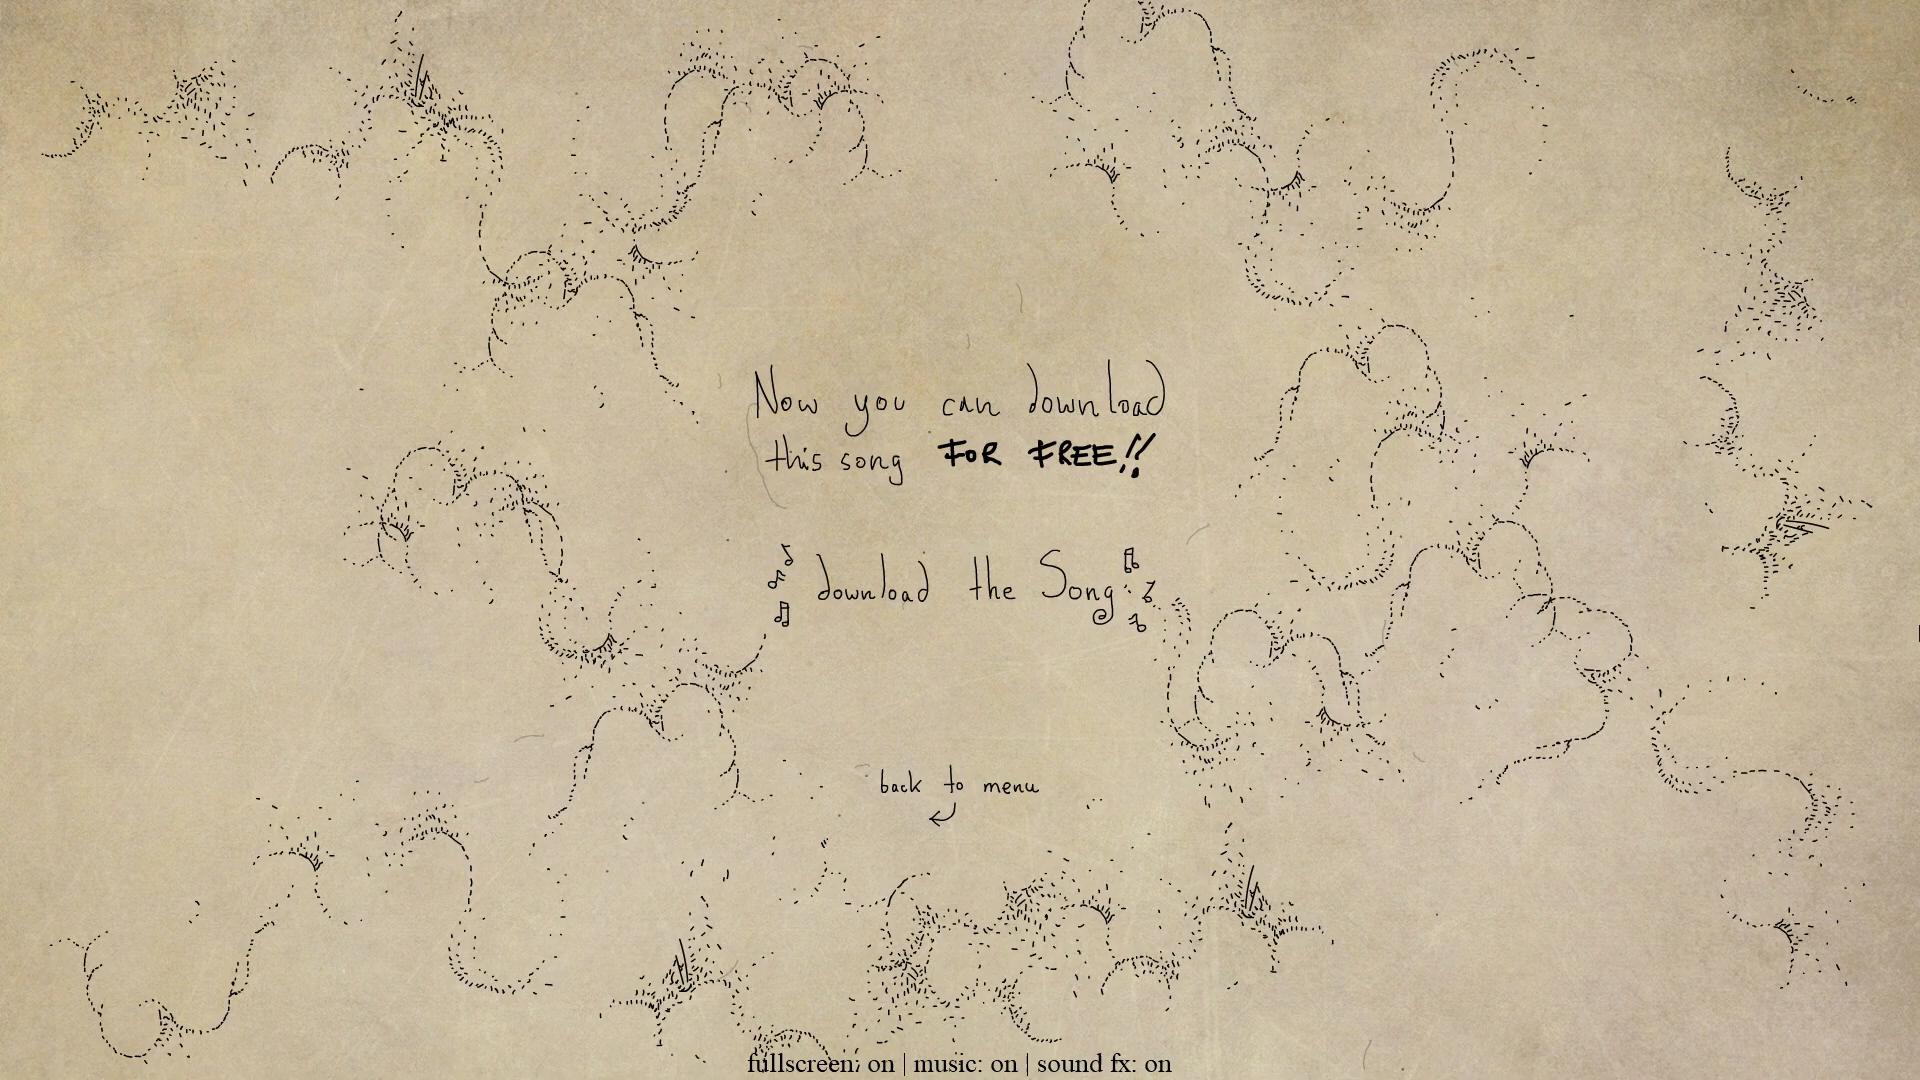 Now you can download
this song FOR FREE!!
download the Song
back to menu
fullscreen: on | music: on | sound fx: on